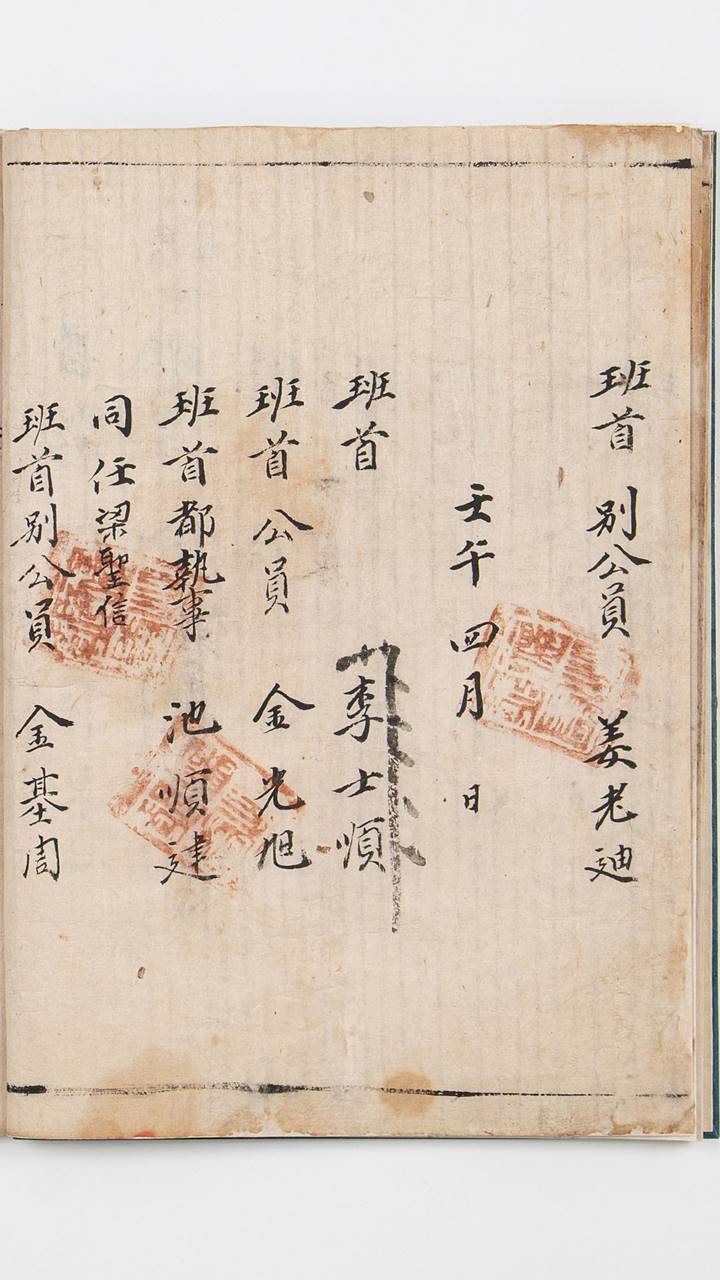 班首 別公員 姜老迪
壬午 四月 日
班首 李士順
班首 公員 金光旭
班首都執事 池順建
同任梁聖信
班首別公員 金基周